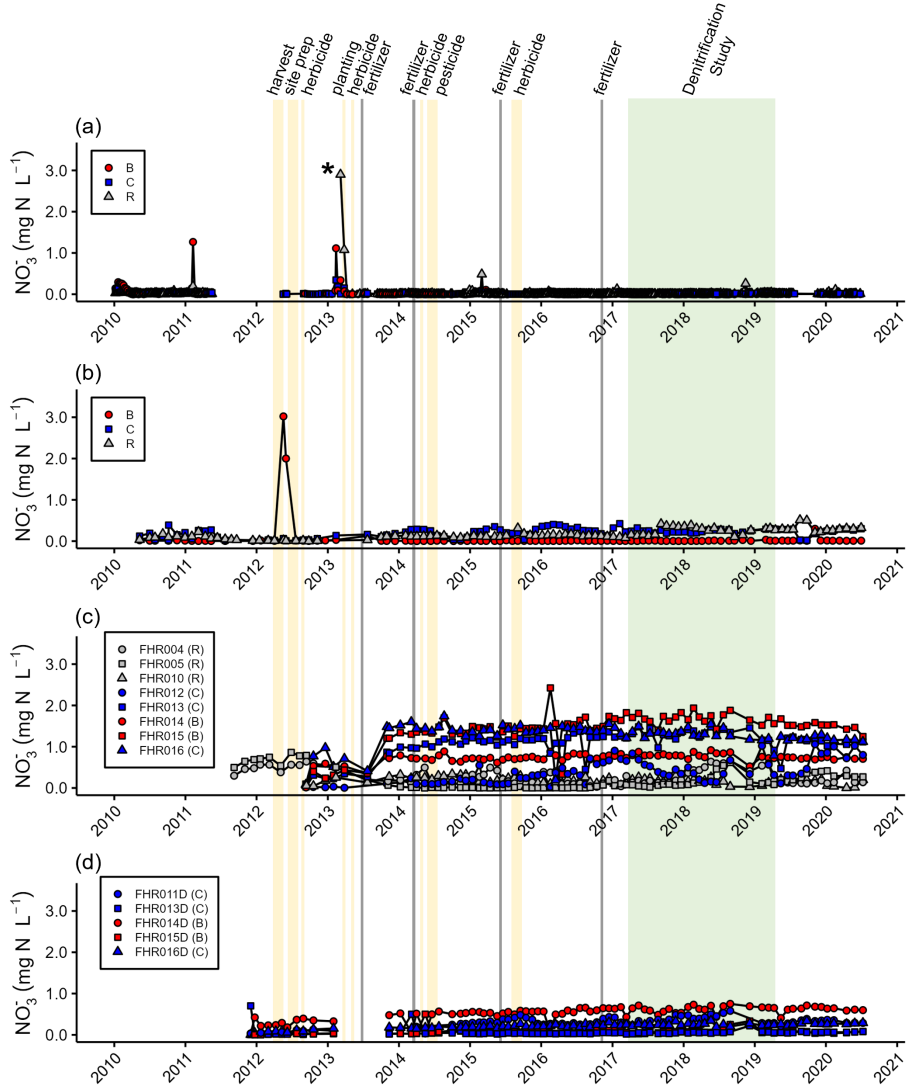 harvest
site prep
herbicide
planting
herbicide
fertilizer
fertilizer
herbicide
pesticide
fertilizer
herbicide
fertilizer
Denitrification
Study
(a)
NO₃⁻ (mg N L⁻¹)
3.0
2.0
1.0
0.0
B
C
R
*
2010 2011 2012 2013 2014 2015 2016 2017 2018 2019 2020 2021
(b)
NO₃⁻ (mg N L⁻¹)
3.0
2.0
1.0
0.0
B
C
R
2010 2011 2012 2013 2014 2015 2016 2017 2018 2019 2020 2021
(c)
NO₃⁻ (mg N L⁻¹)
3.0
2.0
1.0
0.0
FHR004 (R)
FHR005 (R)
FHR010 (R)
FHR012 (C)
FHR013 (C)
FHR014 (B)
FHR015 (B)
FHR016 (C)
2010 2011 2012 2013 2014 2015 2016 2017 2018 2019 2020 2021
(d)
NO₃⁻ (mg N L⁻¹)
3.0
2.0
1.0
0.0
FHR011D (C)
FHR013D (C)
FHR014D (B)
FHR015D (B)
FHR016D (C)
2010 2011 2012 2013 2014 2015 2016 2017 2018 2019 2020 2021